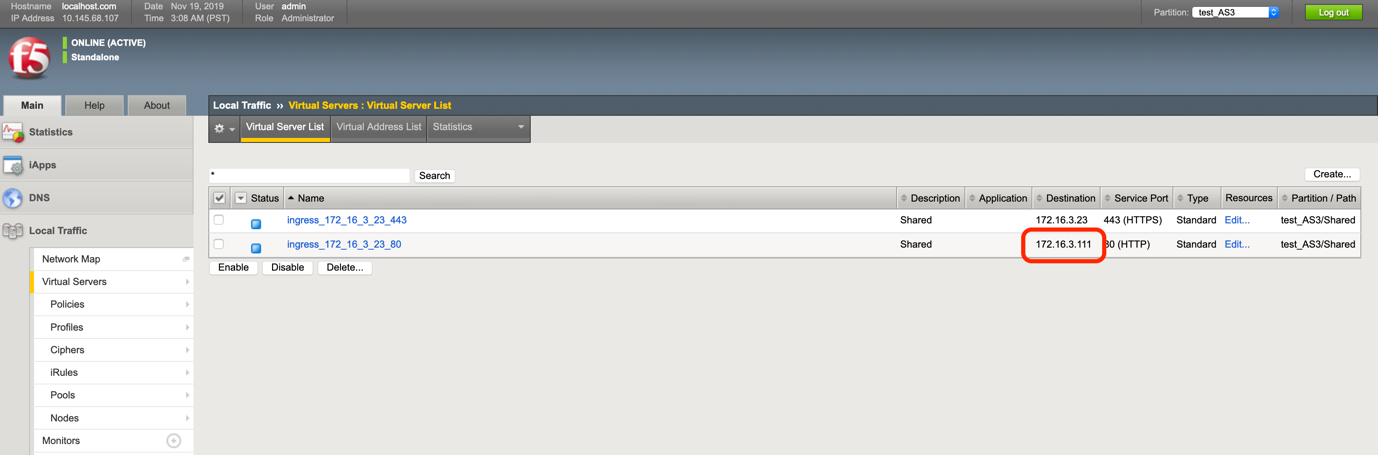 Hostname localhost.com Date Nov 19, 2019 User admin
IP Address 10.145.68.107 Time 3:08 AM (PST) Role Administrator
Partition: test_AS3 Log out
f5
ONLINE (ACTIVE)
Standalone
Main Help About
Local Traffic ›› Virtual Servers : Virtual Server List
Virtual Server List Virtual Address List Statistics
Statistics
iApps
DNS
Local Traffic
Network Map
Virtual Servers
Policies
Profiles
Ciphers
iRules
Pools
Nodes
Monitors
* Search Create...
Status Name Description Application Destination Service Port Type Resources Partition / Path
ingress_172_16_3_23_443 Shared 172.16.3.23 443 (HTTPS) Standard Edit... test_AS3/Shared
ingress_172_16_3_23_80 Shared 172.16.3.111 80 (HTTP) Standard Edit... test_AS3/Shared
Enable Disable Delete...